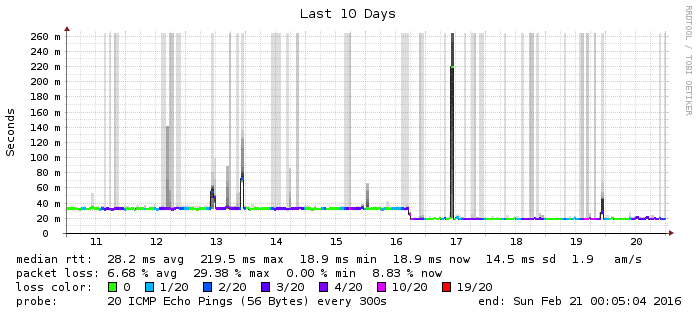 Last 10 Days
RRDTOOL / TOBI OETIKER
Seconds
260 m
240 m
220 m
200 m
180 m
160 m
140 m
120 m
100 m
80 m
60 m
40 m
20 m
0
11 12 13 14 15 16 17 18 19 20
median rtt: 28.2 ms avg 219.5 ms max 18.9 ms min 18.9 ms now 14.5 ms sd 1.9 am/s
packet loss: 6.68 % avg 29.38 % max 0.00 % min 8.83 % now
loss color: 0 1/20 2/20 3/20 4/20 10/20 19/20
probe: 20 ICMP Echo Pings (56 Bytes) every 300s end: Sun Feb 21 00:05:04 2016